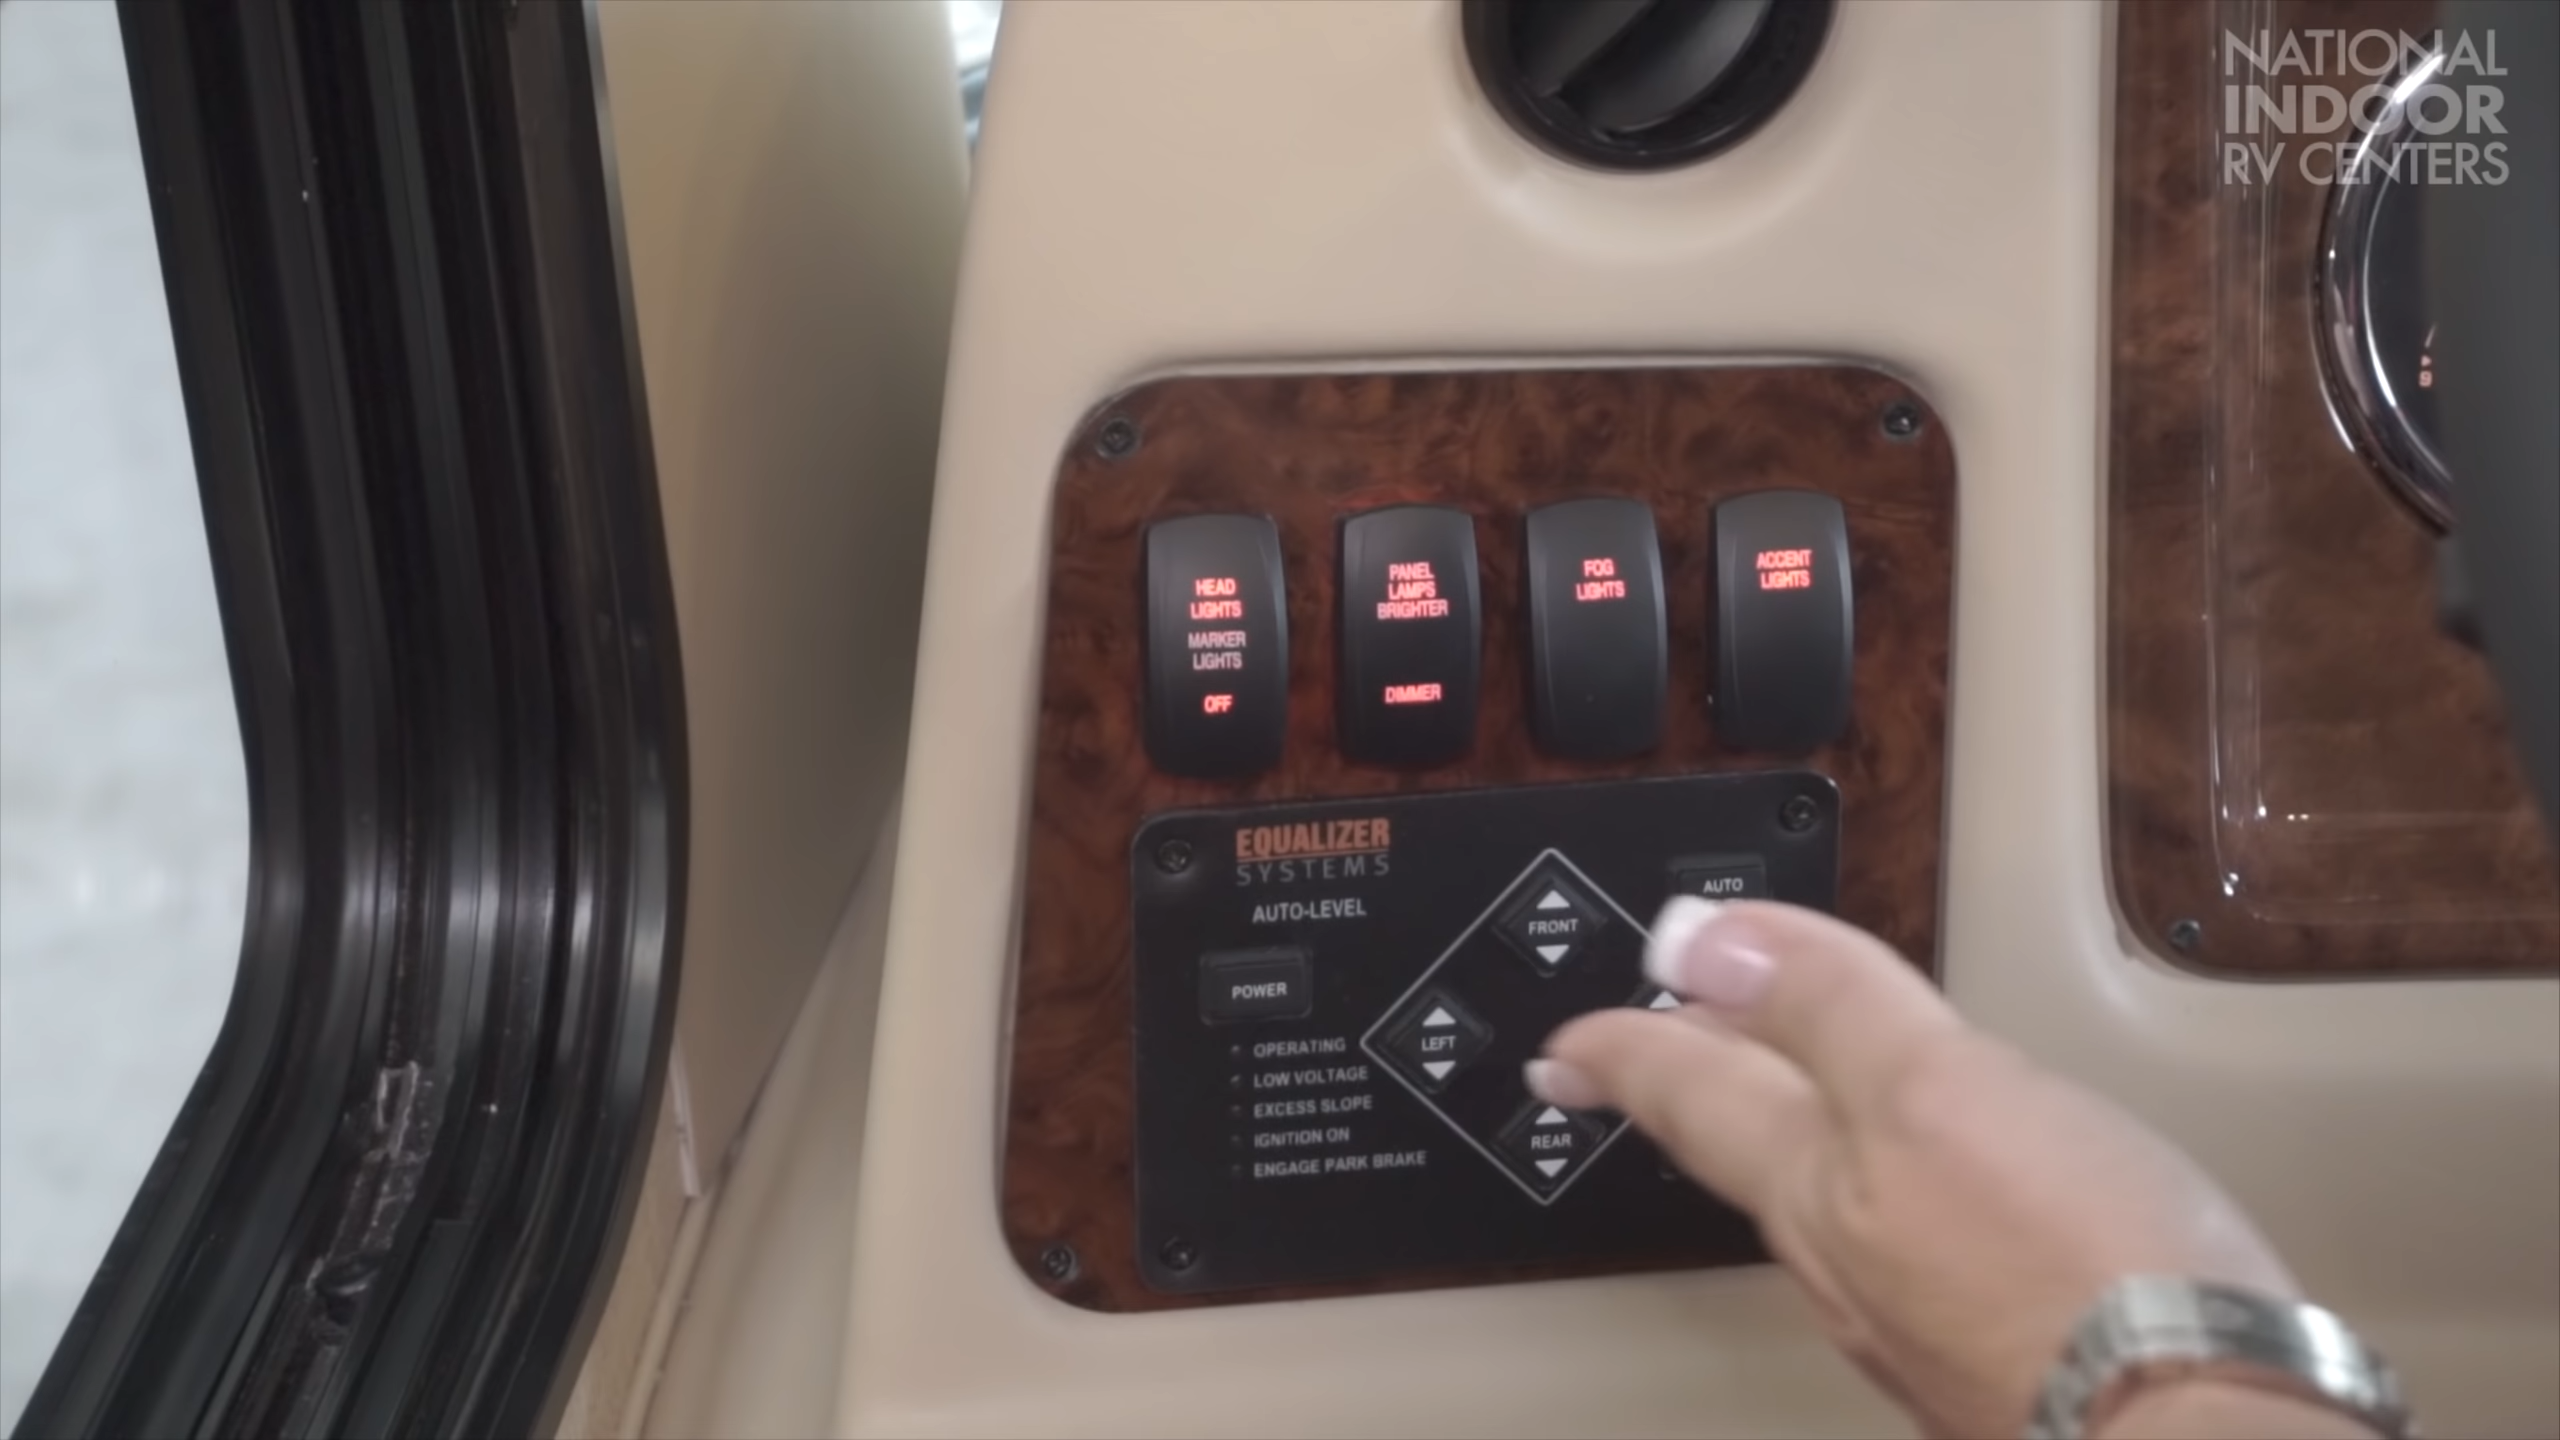 NATIONAL
INDOOR
RV CENTERS
HEAD
LIGHTS
MARKER
LIGHTS
OFF
PANEL
LAMPS
BRIGHTER
DIMMER
FOG
LIGHTS
ACCENT
LIGHTS
EQUALIZER
SYSTEMS
AUTO-LEVEL
POWER
OPERATING
LOW VOLTAGE
EXCESS SLOPE
IGNITION ON
ENGAGE PARK BRAKE
FRONT
LEFT
REAR
AUTO